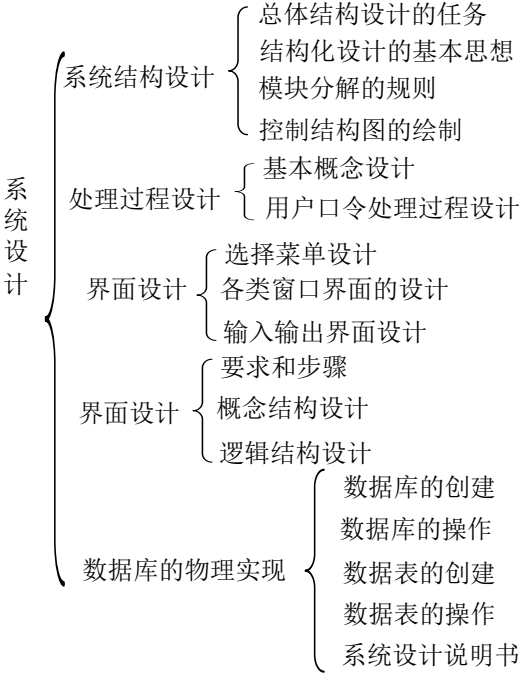 系统设计
系统结构设计
总体结构设计的任务
结构化设计的基本思想
模块分解的规则
控制结构图的绘制
处理过程设计
基本概念设计
用户口令处理过程设计
界面设计
选择菜单设计
各类窗口界面的设计
输入输出界面设计
界面设计
要求和步骤
概念结构设计
逻辑结构设计
数据库的物理实现
数据库的创建
数据库的操作
数据表的创建
数据表的操作
系统设计说明书